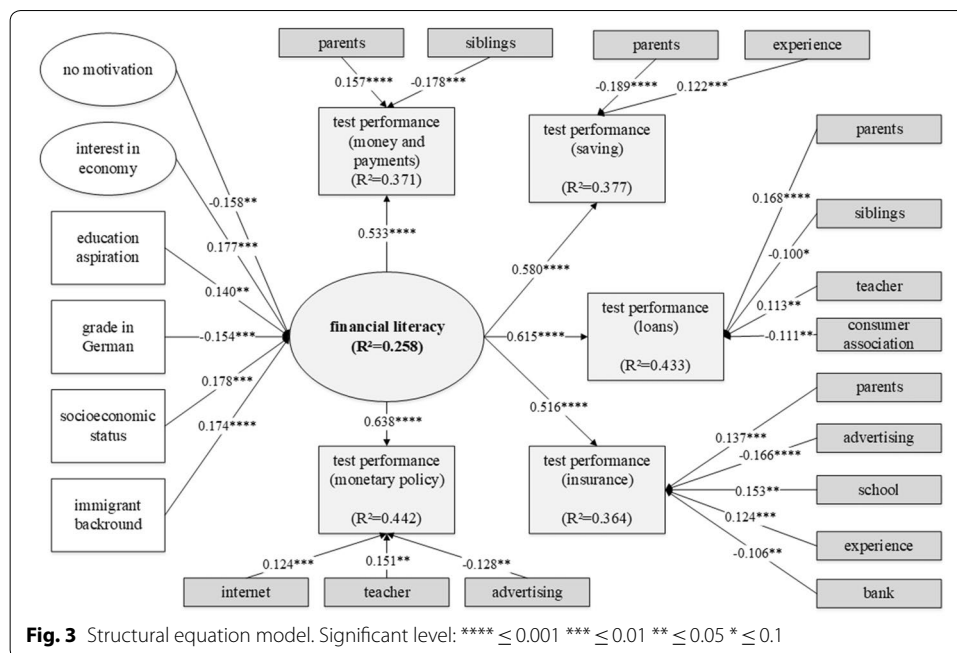 parents
siblings
parents
experience
no motivation
0.157****
-0.178***
-0.189****
0.122***
test performance
(money and
payments)
(R²=0.371)
test performance
(saving)
(R²=0.377)
parents
interest in
economy
-0.158**
0.168****
siblings
education
aspiration
0.177***
0.533****
0.580****
-0.100*
0.140**
teacher
0.113**
grade in
German
-0.154***
financial literacy
(R²=0.258)
0.615****
test performance
(loans)
(R²=0.433)
-0.111**
consumer
association
0.178***
parents
socioeconomic
status
0.174****
0.638****
0.516****
0.137***
advertising
-0.166****
test performance
(monetary policy)
(R²=0.442)
test performance
(insurance)
(R²=0.364)
0.153**
school
immigrant
backround
0.124***
experience
-0.106**
0.124***
0.151**
-0.128**
bank
internet
teacher
advertising
Fig. 3 Structural equation model. Significant level: **** ≤ 0.001 *** ≤ 0.01 ** ≤ 0.05 * ≤ 0.1